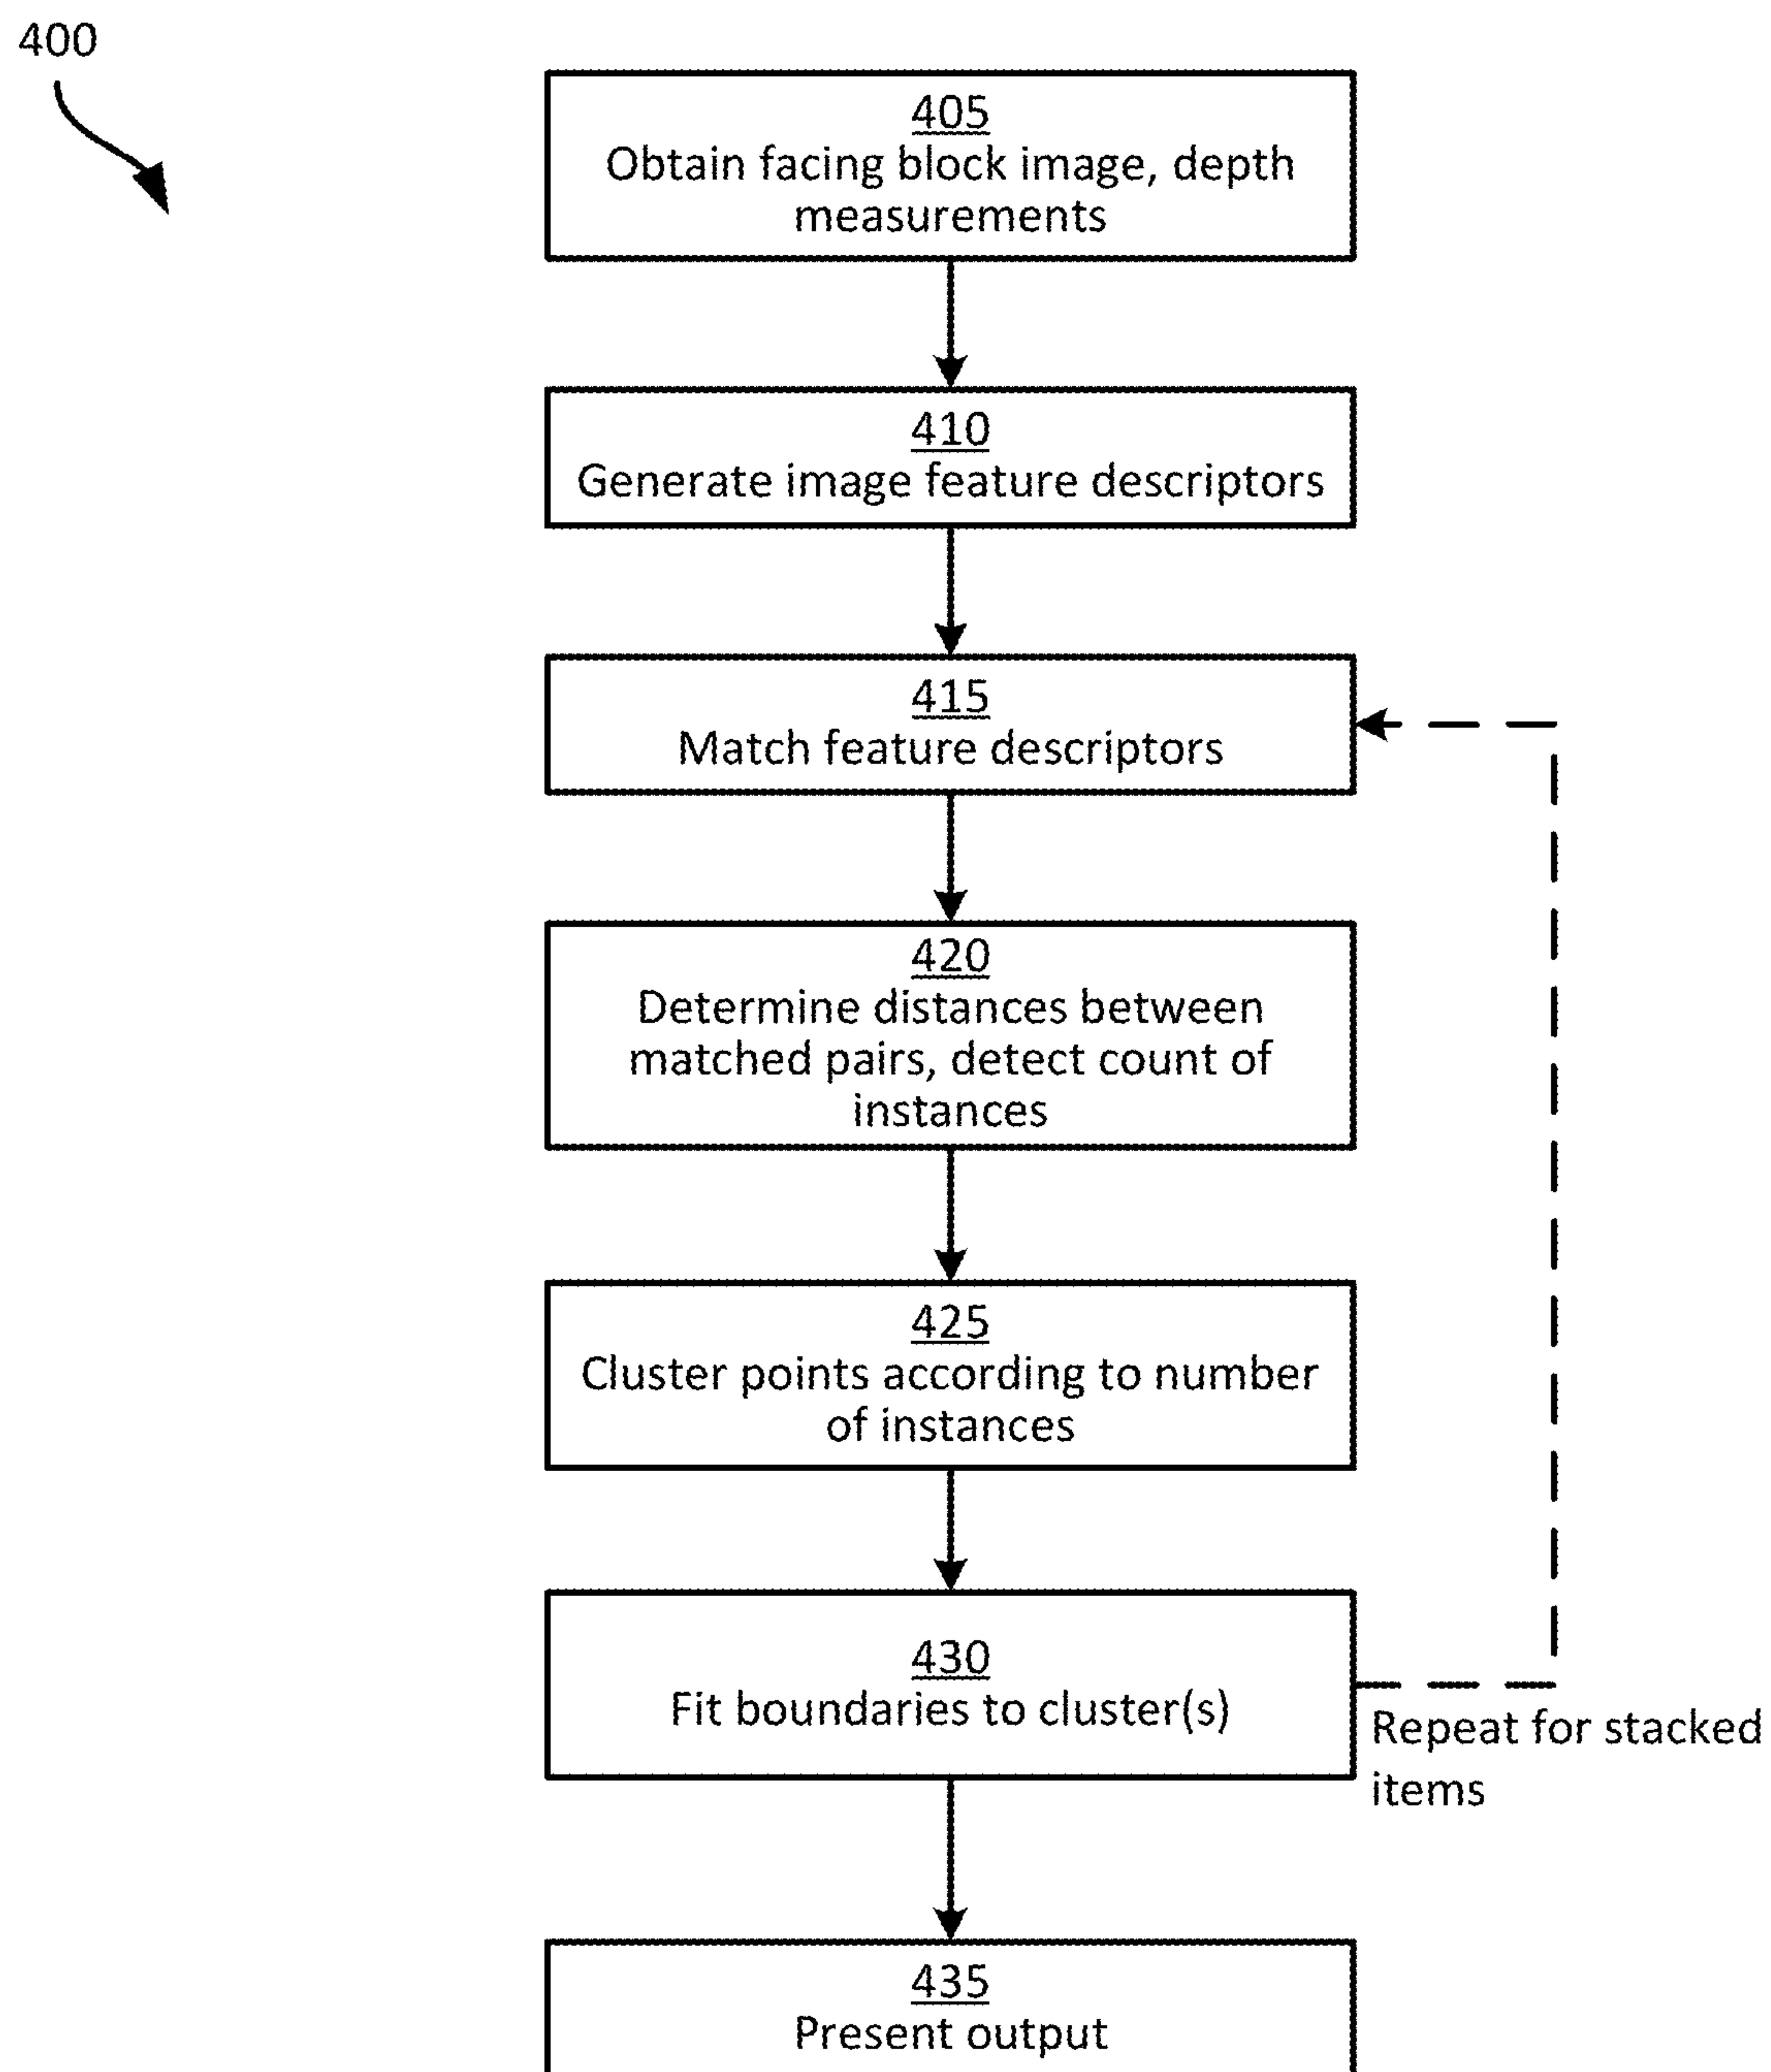 400
405
Obtain facing block image, depth
measurements
410
Generate image feature descriptors
415
Match feature descriptors
420
Determine distances between
matched pairs, detect count of
instances
425
Cluster points according to number
of instances
430
Fit boundaries to cluster(s)
Repeat for stacked
items
435
Present output